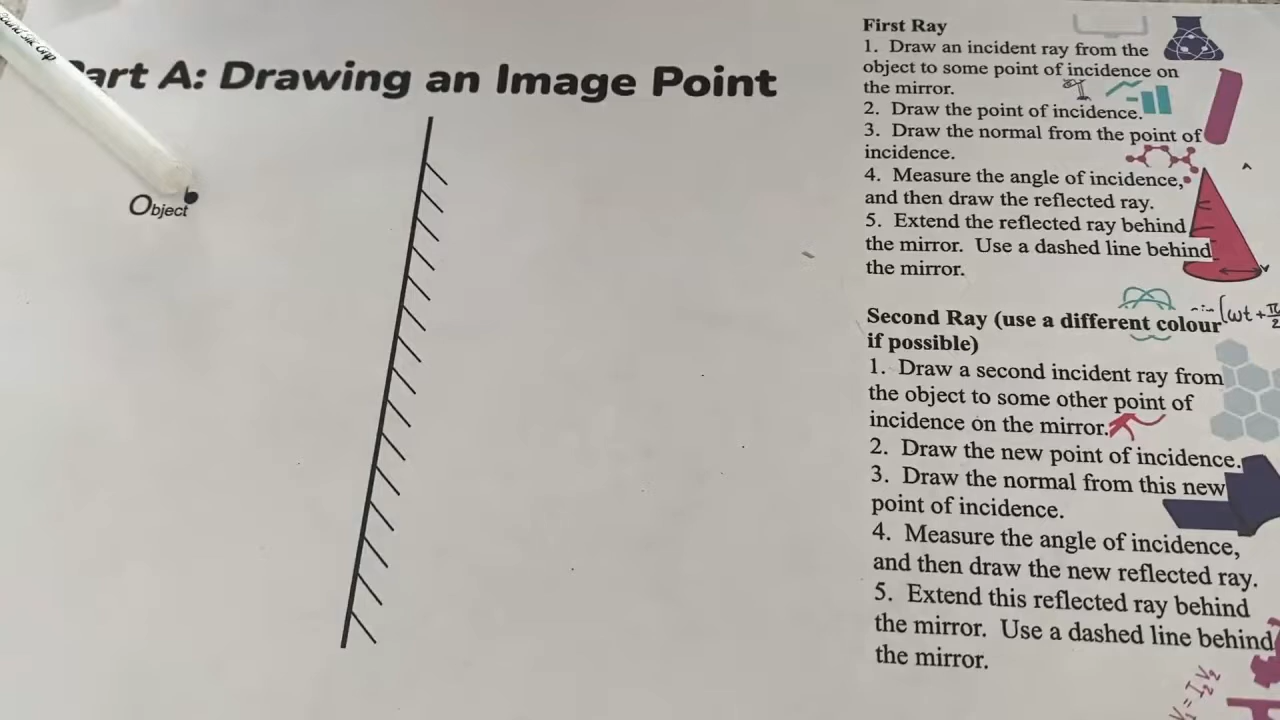 art A: Drawing an Image Point
Object
First Ray
1. Draw an incident ray from the
object to some point of incidence on
the mirror.
2. Draw the point of incidence.
3. Draw the normal from the point of
incidence.
4. Measure the angle of incidence,
and then draw the reflected ray.
5. Extend the reflected ray behind
the mirror. Use a dashed line behind
the mirror.
(ωt + π/2
Second Ray (use a different colour
if possible)
1. Draw a second incident ray from
the object to some other point of
incidence on the mirror.
2. Draw the new point of incidence.
3. Draw the normal from this new
point of incidence.
4. Measure the angle of incidence,
and then draw the new reflected ray.
5. Extend this reflected ray behind
the mirror. Use a dashed line behind
the mirror.
V₁ = I₂V₂